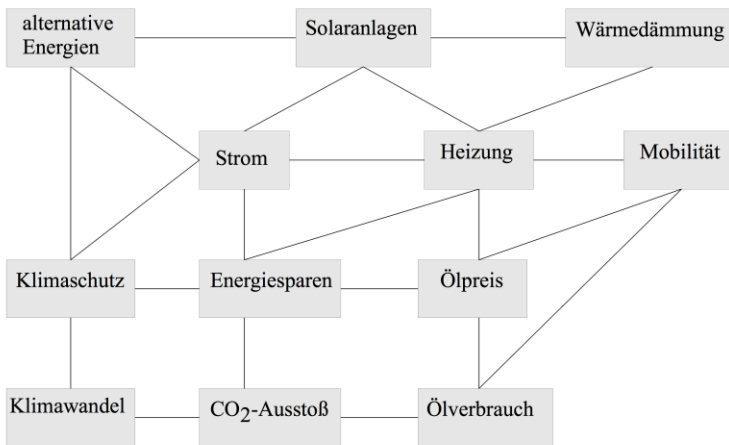 alternative
Energien
Solaranlagen
Wärmedämmung
Strom
Heizung
Mobilität
Klimaschutz
Energiesparen
Ölpreis
Klimawandel
CO2-Ausstoß
Ölverbrauch